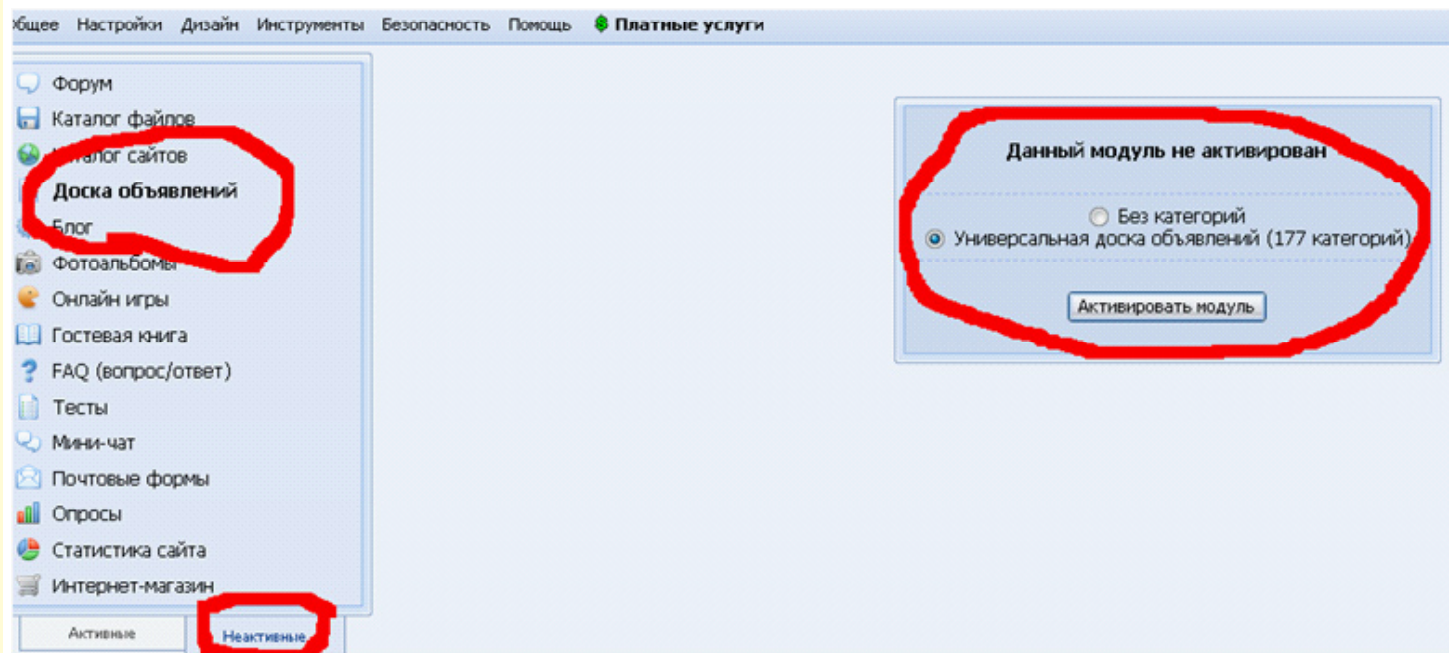 бщее Настройки Дизайн Инструменты Безопасность Помощь Платные услуги
Форум
Каталог файлов
Каталог сайтов
Доска объявлений
Блог
Фотоальбомы
Онлайн игры
Гостевая книга
FAQ (вопрос/ответ)
Тесты
Мини-чат
Почтовые формы
Опросы
Статистика сайта
Интернет-магазин
Активные Неактивные
Данный модуль не активирован
Без категорий
Универсальная доска объявлений (177 категорий)
Активировать модуль